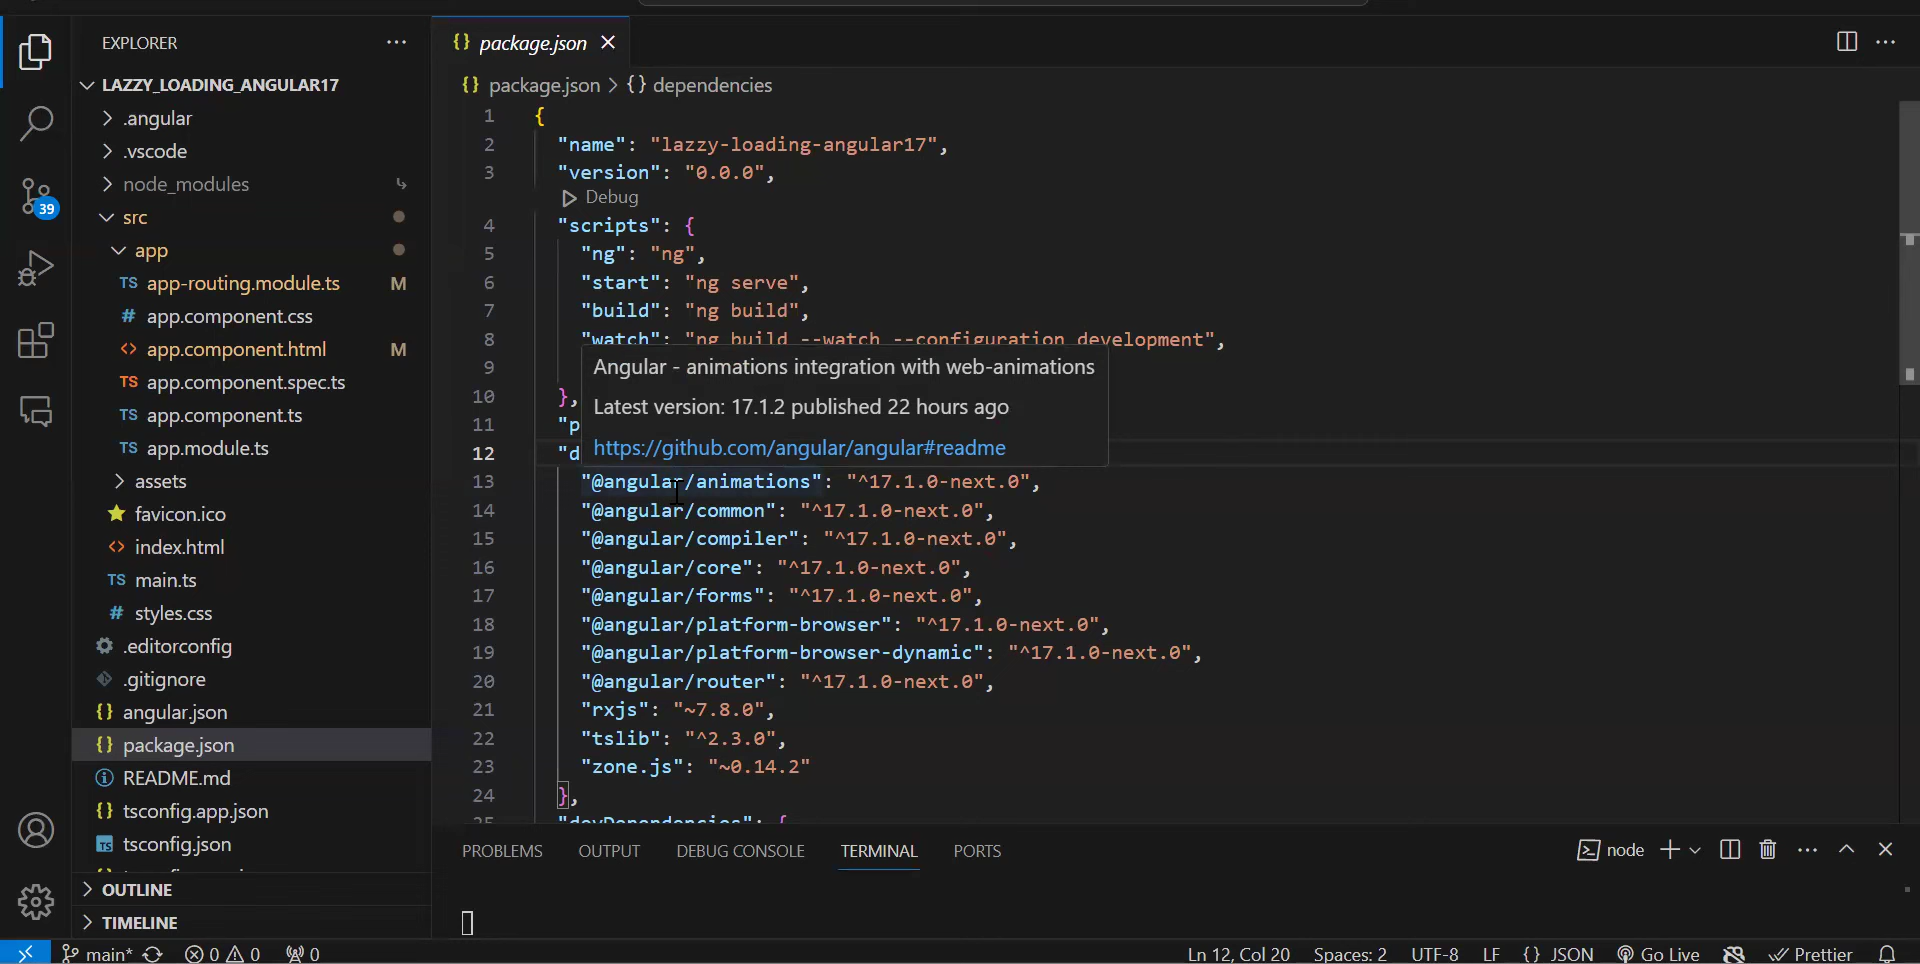 EXPLORER
LAZZY_LOADING_ANGULAR17
.angular
.vscode
node_modules
src
app
TS app-routing.module.ts M
# app.component.css
<> app.component.html M
TS app.component.spec.ts
TS app.component.ts
TS app.module.ts
assets
favicon.ico
<> index.html
TS main.ts
# styles.css
.editorconfig
.gitignore
{} angular.json
{} package.json
README.md
{} tsconfig.app.json
TS tsconfig.json
OUTLINE
TIMELINE
39
{} package.json
{} package.json > {} dependencies
1 {
2 "name": "lazzy-loading-angular17",
3 "version": "0.0.0",
Debug
4 "scripts": {
5 "ng": "ng",
6 "start": "ng serve",
7 "build": "ng build",
8 "watch": "ng build --watch --configuration development",
9
10 },
11 "p
12 "d
Angular - animations integration with web-animations
Latest version: 17.1.2 published 22 hours ago
https://github.com/angular/angular#readme
13 "@angular/animations": "^17.1.0-next.0",
14 "@angular/common": "^17.1.0-next.0",
15 "@angular/compiler": "^17.1.0-next.0",
16 "@angular/core": "^17.1.0-next.0",
17 "@angular/forms": "^17.1.0-next.0",
18 "@angular/platform-browser": "^17.1.0-next.0",
19 "@angular/platform-browser-dynamic": "^17.1.0-next.0",
20 "@angular/router": "^17.1.0-next.0",
21 "rxjs": "~7.8.0",
22 "tslib": "^2.3.0",
23 "zone.js": "~0.14.2"
24 },
25 "devDependencies": {
PROBLEMS OUTPUT DEBUG CONSOLE TERMINAL PORTS node
main* 0 0 0 Ln 12, Col 20 Spaces: 2 UTF-8 LF {} JSON Go Live Prettier